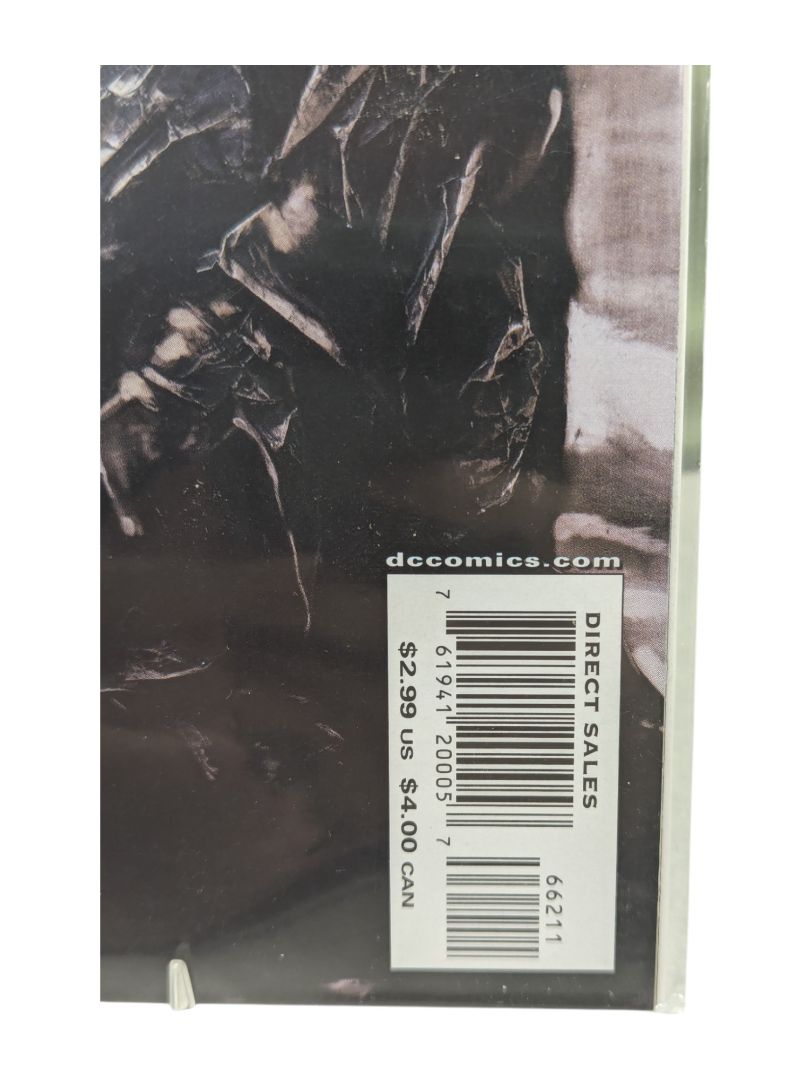 dccomics.com
DIRECT SALES
66211
7 61941 20005 7
$2.99 US $4.00 CAN